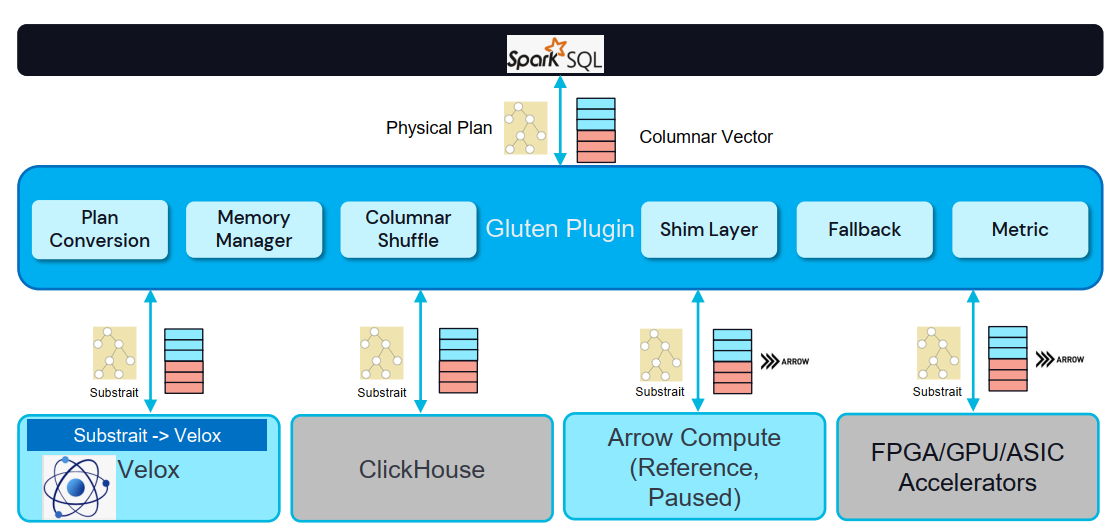 Spark SQL
Physical Plan
Columnar Vector
Plan
Conversion
Memory
Manager
Columnar
Shuffle
Gluten Plugin
Shim Layer
Fallback
Metric
Substrait
Substrait
ARROW
Substrait
ARROW
Substrait
Substrait -> Velox
Velox
ClickHouse
Arrow Compute
(Reference,
Paused)
FPGA/GPU/ASIC
Accelerators